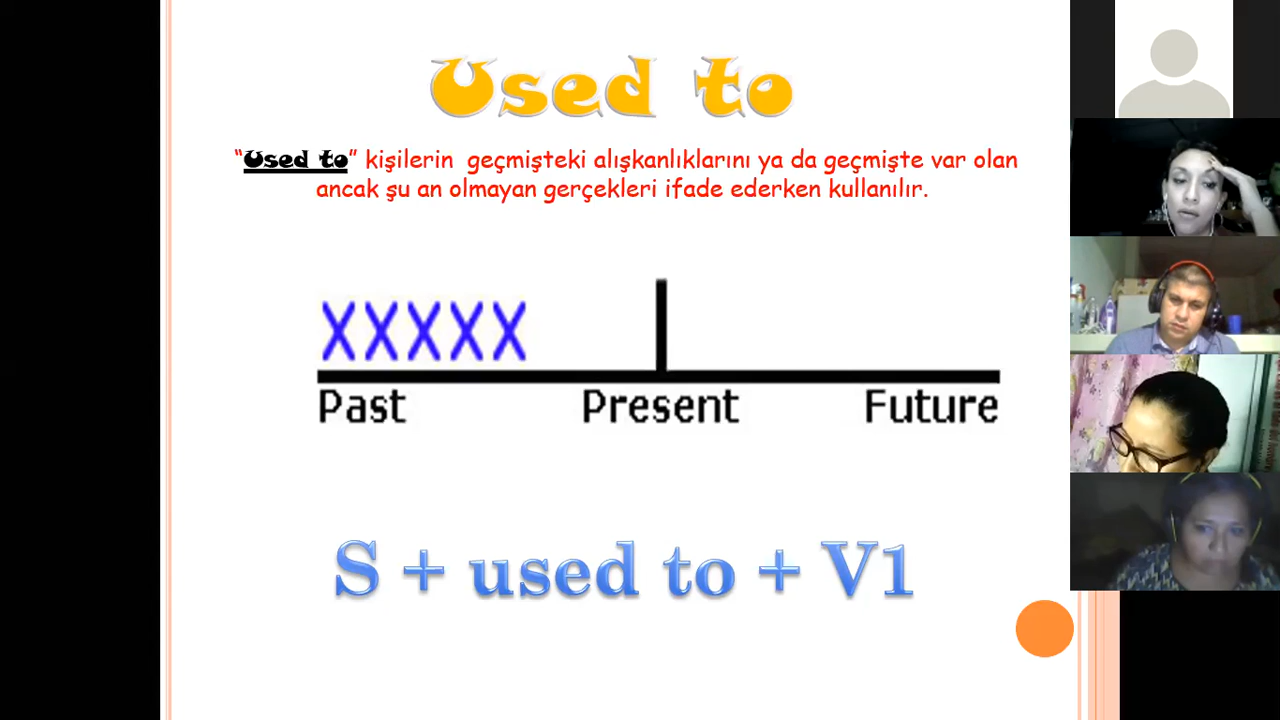 Used to
“Used to” kişilerin geçmişteki alışkanlıklarını ya da geçmişte var olan
ancak şu an olmayan gerçekleri ifade ederken kullanılır.
XXXXX
Past Present Future
S + used to + V1